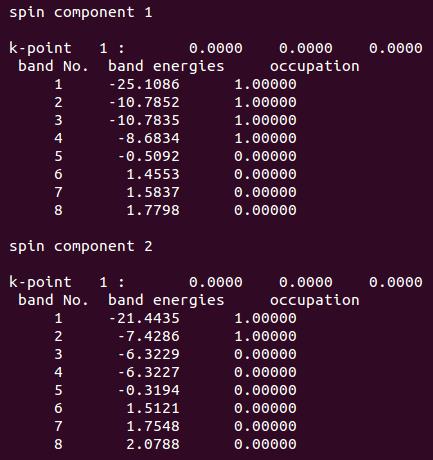 spin component 1
k-point   1 :       0.0000    0.0000    0.0000
band No.  band energies     occupation
1     -25.1086      1.00000
2     -10.7852      1.00000
3     -10.7835      1.00000
4      -8.6834      1.00000
5      -0.5092      0.00000
6       1.4553      0.00000
7       1.5837      0.00000
8       1.7798      0.00000
spin component 2
k-point   1 :       0.0000    0.0000    0.0000
band No.  band energies     occupation
1     -21.4435      1.00000
2      -7.4286      1.00000
3      -6.3229      0.00000
4      -6.3227      0.00000
5      -0.3194      0.00000
6       1.5121      0.00000
7       1.7548      0.00000
8       2.0788      0.00000